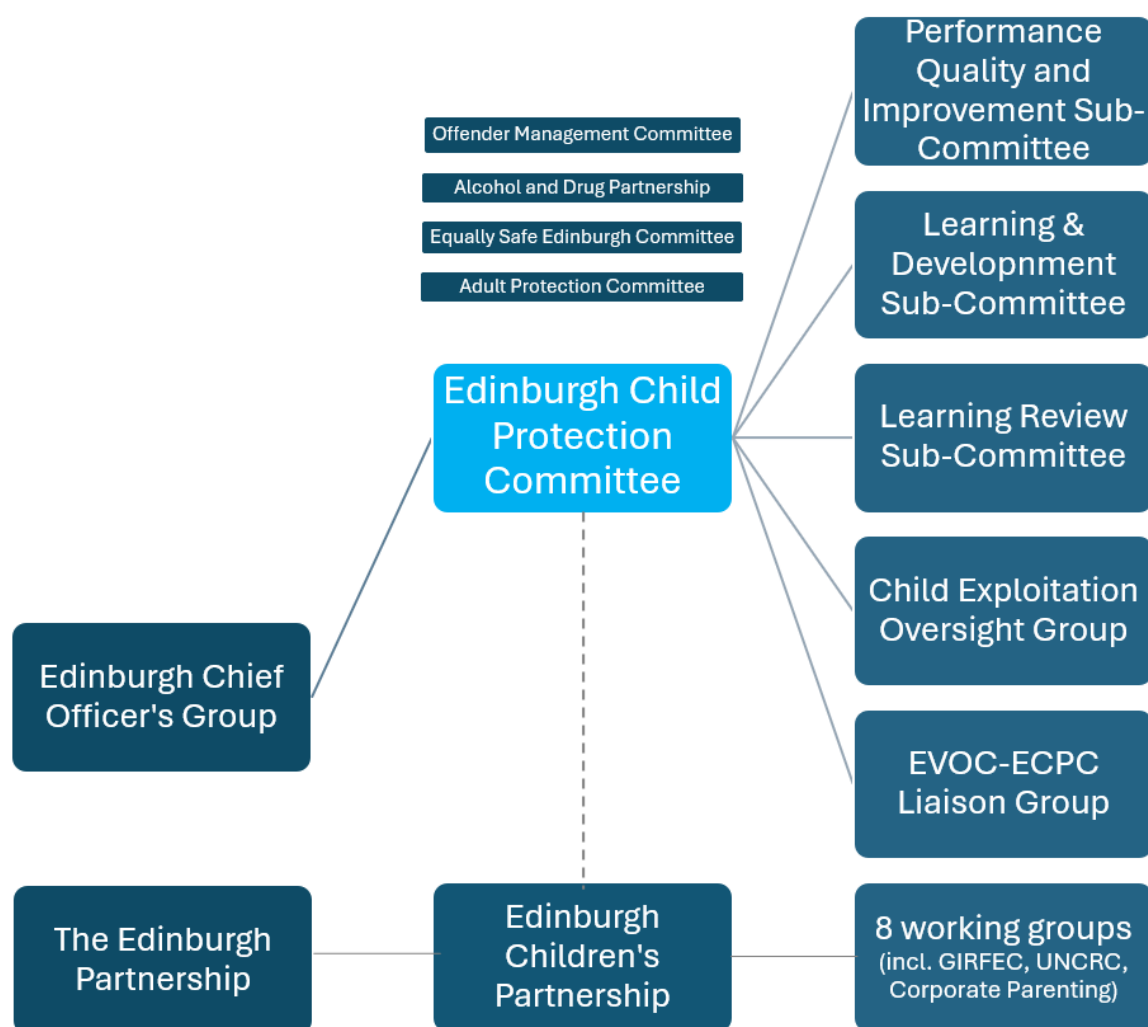 Performance
Quality and
Improvement Sub-
Committee
Offender Management Committee
Alcohol and Drug Partnership
Equally Safe Edinburgh Committee
Adult Protection Committee
Learning &
Developnment
Sub-Committee
Edinburgh Child
Protection
Committee
Learning Review
Sub-Committee
Child Exploitation
Oversight Group
Edinburgh Chief
Officer's Group
EVOC-ECPC
Liaison Group
The Edinburgh
Partnership
Edinburgh
Children's
Partnership
8 working groups
(incl. GIRFEC, UNCRC,
Corporate Parenting)